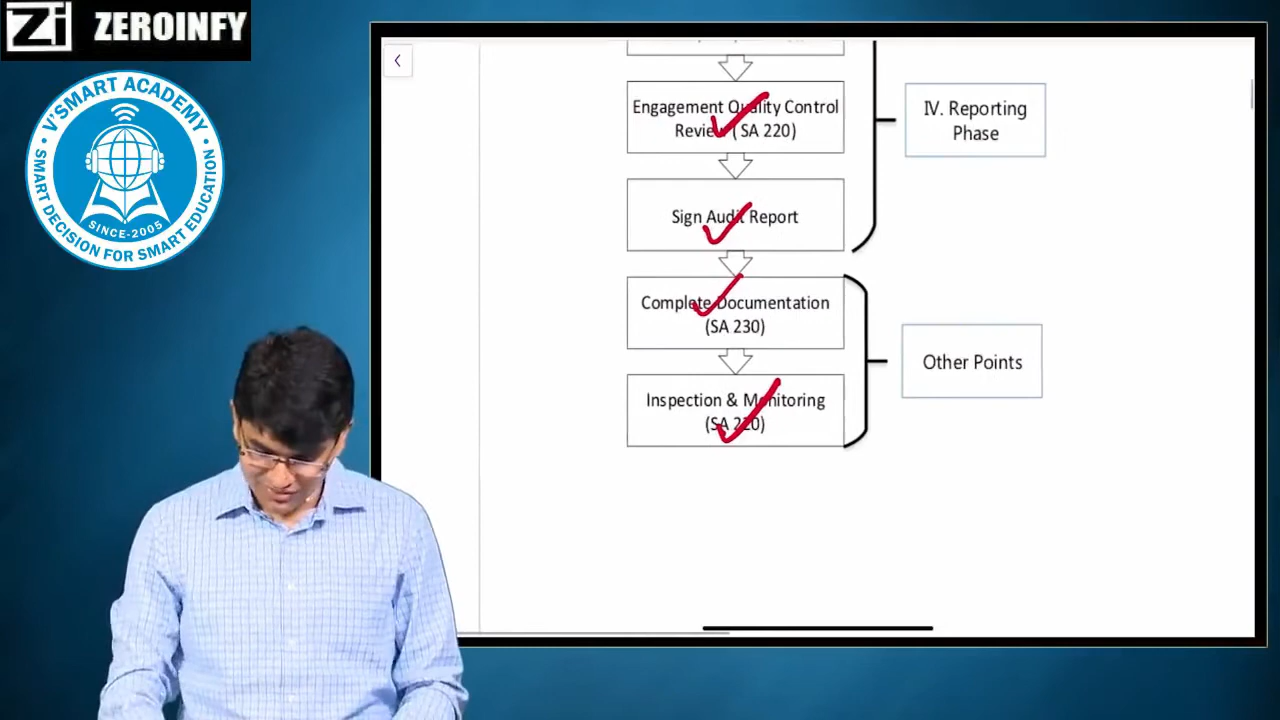 Zi ZEROINFY
V'SMART ACADEMY
SMART DECISION FOR SMART EDUCATION
SINCE-2005
Engagement Quality Control
Review ( SA 220)
Sign Audit Report
Complete Documentation
(SA 230)
Inspection & Monitoring
(SA 220)
IV. Reporting
Phase
Other Points